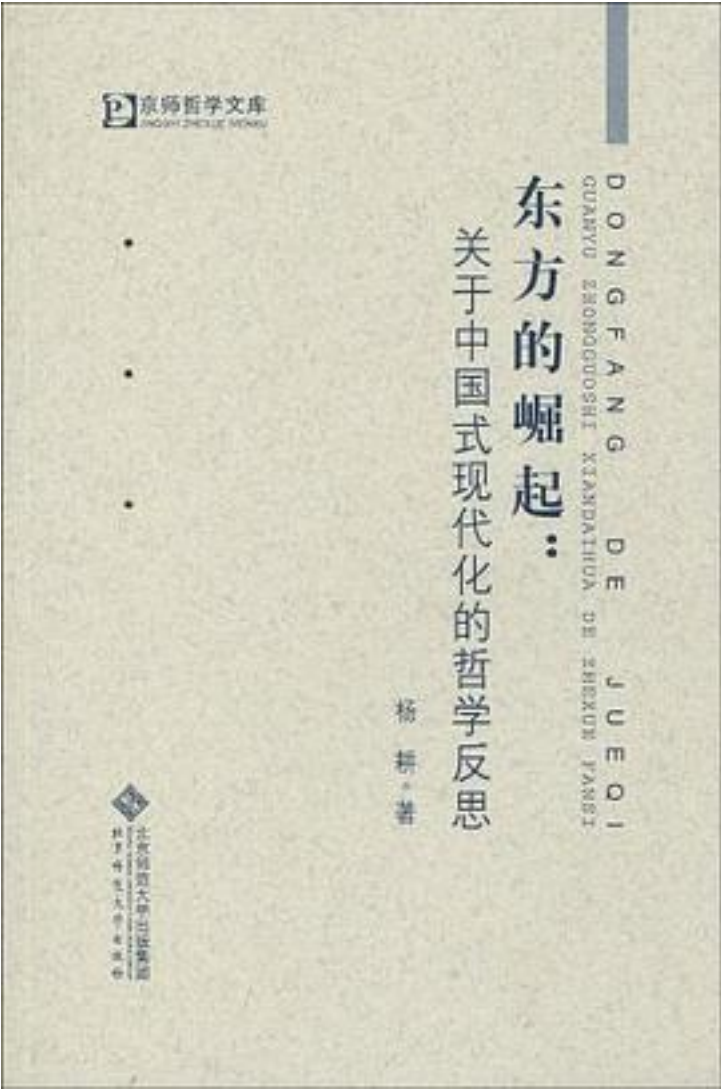 京师哲学文库
JINGSHI ZHEXUE WENKU
DONGFANG DE JUEQI
GUANYU ZHONGGUOSHI XIANDAIHUA DE ZHEXUE FANSI
东方的崛起：
关于中国式现代化的哲学反思
杨 耕·著
北京师范大学出版集团
北京师范大学出版社